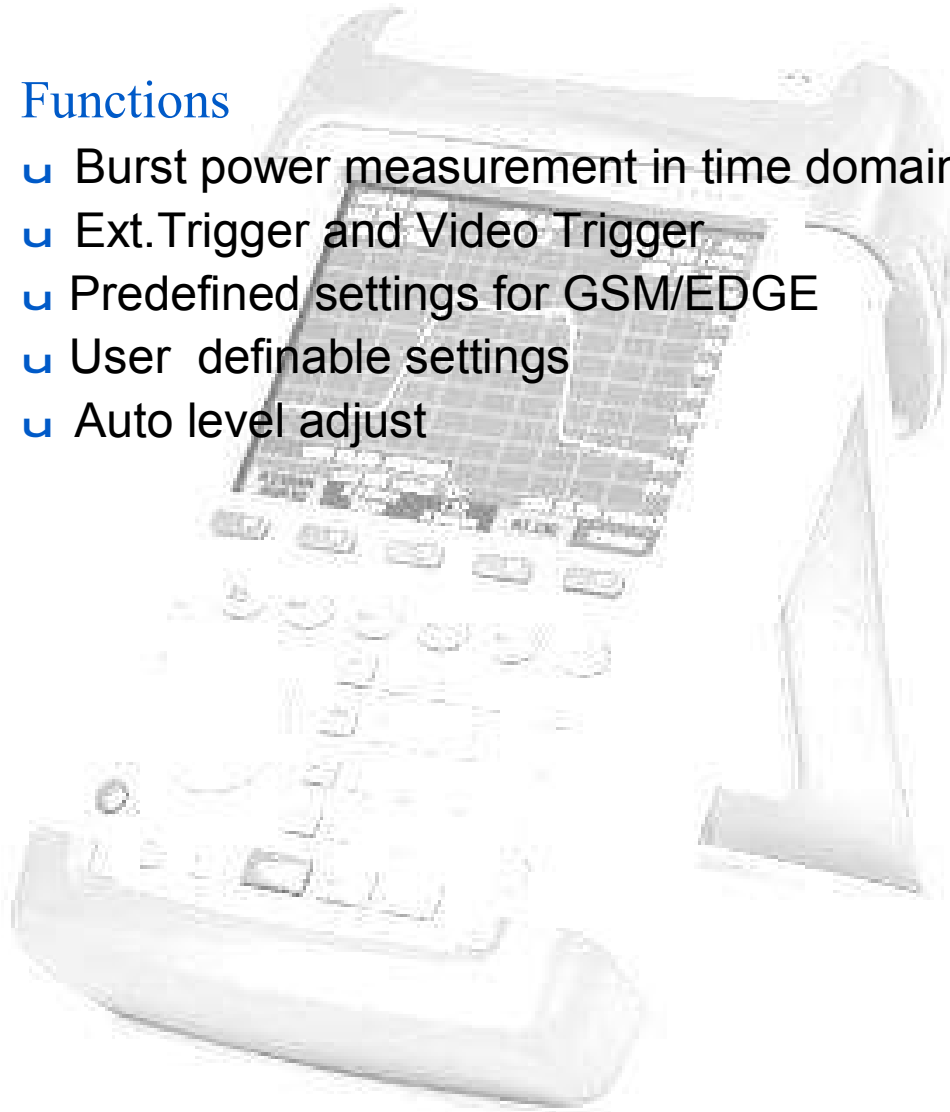 Functions
u Burst power measurement in time domain
u Ext.Trigger and Video Trigger
u Predefined settings for GSM/EDGE
u User definable settings
u Auto level adjust